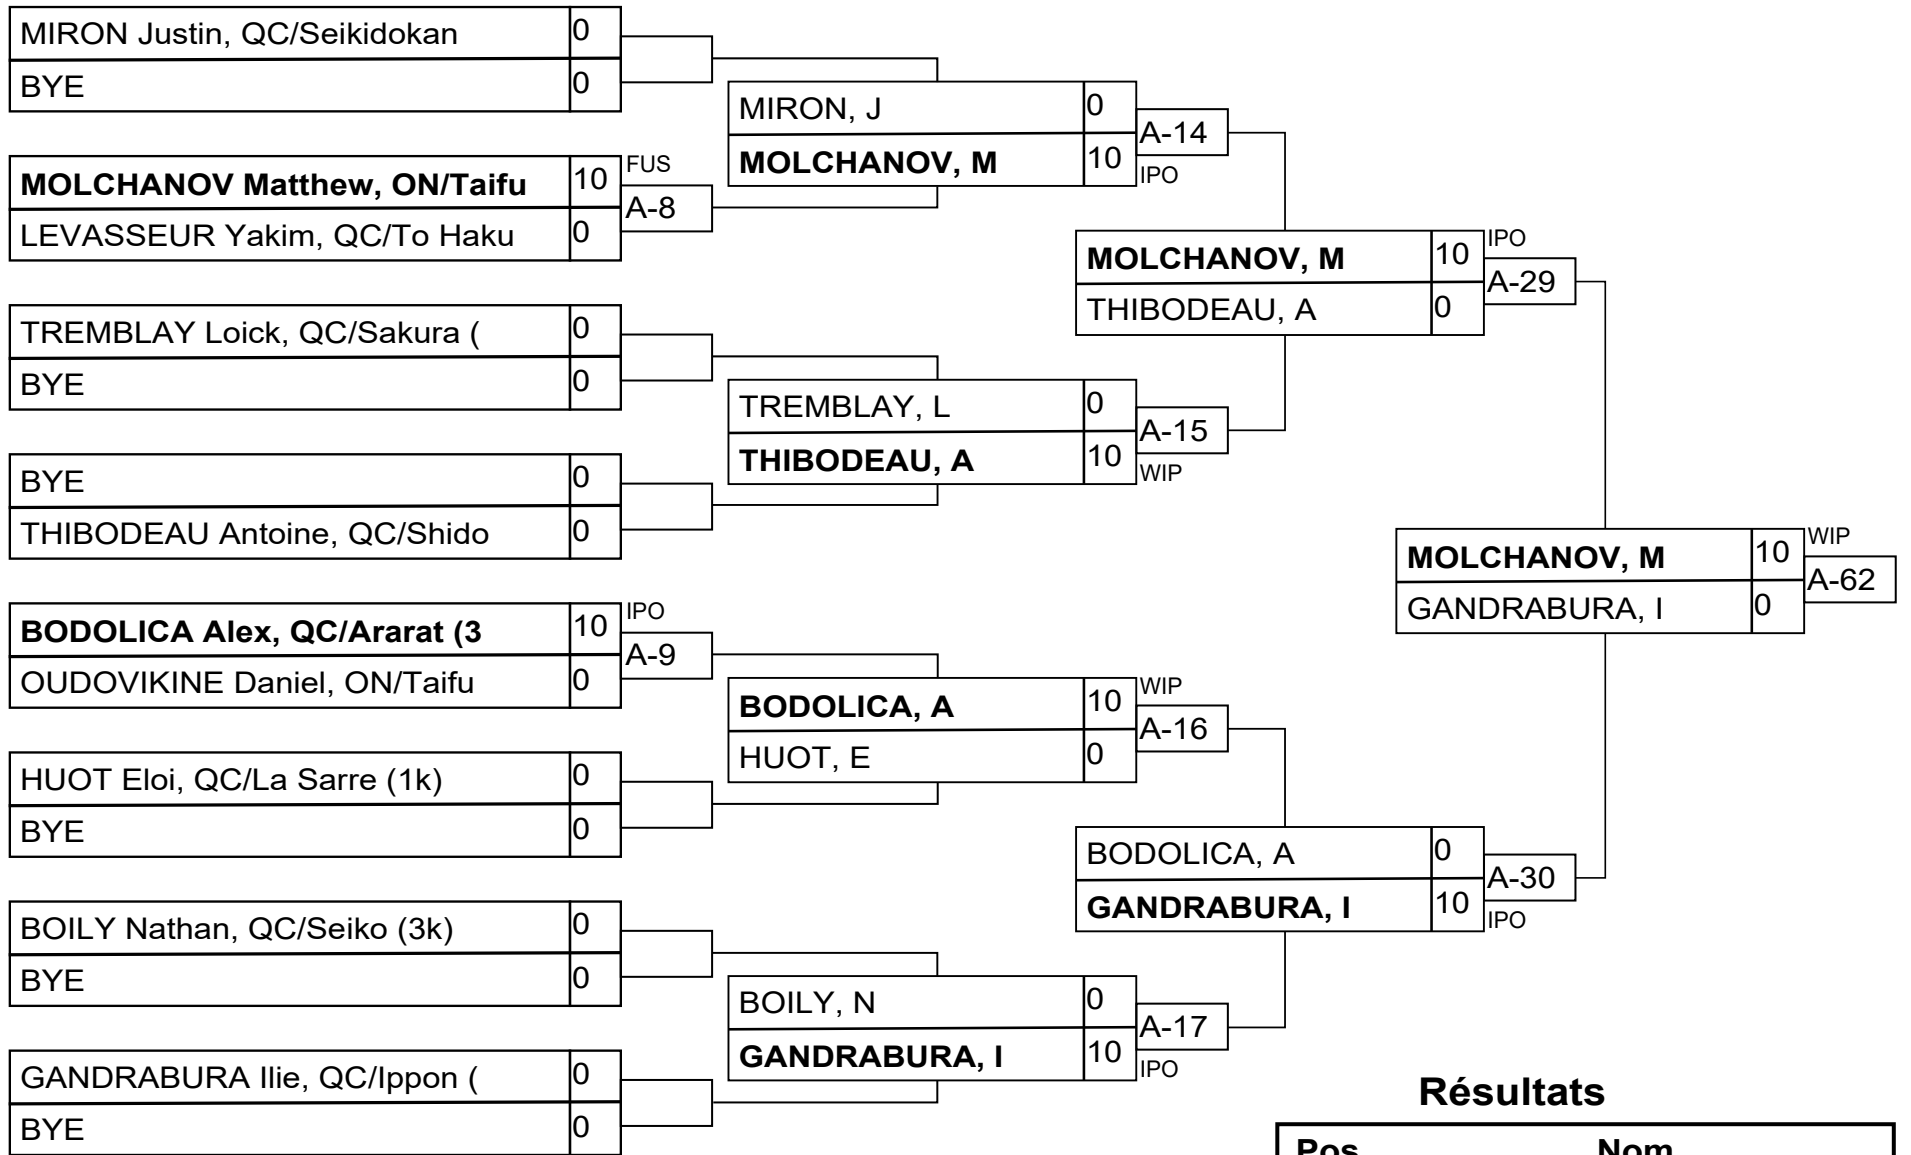 MIRON Justin, QC/Seikidokan 0
BYE 0
MOLCHANOV Matthew, ON/Taifu 10 FUS
A-8
LEVASSEUR Yakim, QC/To Haku 0
TREMBLAY Loick, QC/Sakura ( 0
BYE 0
BYE 0
THIBODEAU Antoine, QC/Shido 0
BODOLICA Alex, QC/Ararat (3 10 IPO
A-9
OUDOVIKINE Daniel, ON/Taifu 0
HUOT Eloi, QC/La Sarre (1k) 0
BYE 0
BOILY Nathan, QC/Seiko (3k) 0
BYE 0
GANDRABURA Ilie, QC/Ippon ( 0
BYE 0
MIRON, J 0
A-14
MOLCHANOV, M 10 IPO
TREMBLAY, L 0
A-15
THIBODEAU, A 10 WIP
BODOLICA, A 10 WIP
A-16
HUOT, E 0
BOILY, N 0
A-17
GANDRABURA, I 10 IPO
MOLCHANOV, M 10 IPO
A-29
THIBODEAU, A 0
BODOLICA, A 0
A-30
GANDRABURA, I 10 IPO
MOLCHANOV, M 10 WIP
A-62
GANDRABURA, I 0
Résultats
Pos Nom